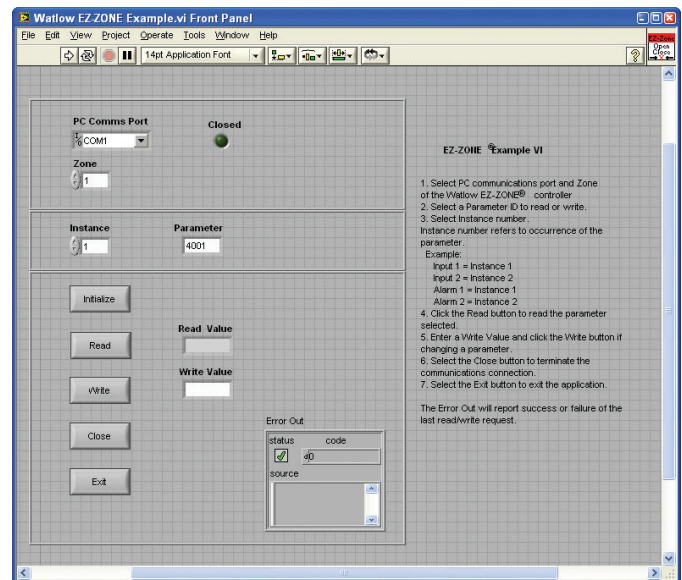 Watlow EZ-ZONE Example.vi Front Panel
File Edit View Project Operate Tools Window Help
14pt Application Font
EZ-Zone
Open
Close
PC Comms Port
Closed
COM1
Zone
1
Instance
Parameter
1
4001
Initialize
Read
Read Value
Write
Write Value
Close
Exit
Error Out
status code
d0
source
EZ-ZONE ® Example VI
1. Select PC communications port and Zone
of the Watlow EZ-ZONE® controller
2. Select a Parameter ID to read or write.
3. Select Instance number.
Instance number refers to occurrence of the
parameter.
Example:
Input 1 = Instance 1
Input 2 = Instance 2
Alarm 1 = Instance 1
Alarm 2 = Instance 2
4. Click the Read button to read the parameter
selected.
5. Enter a Write Value and click the Write button if
changing a parameter.
6. Select the Close button to terminate the
communications connection.
7. Select the Exit button to exit the application.
The Error Out will report success or failure of the
last read/write request.